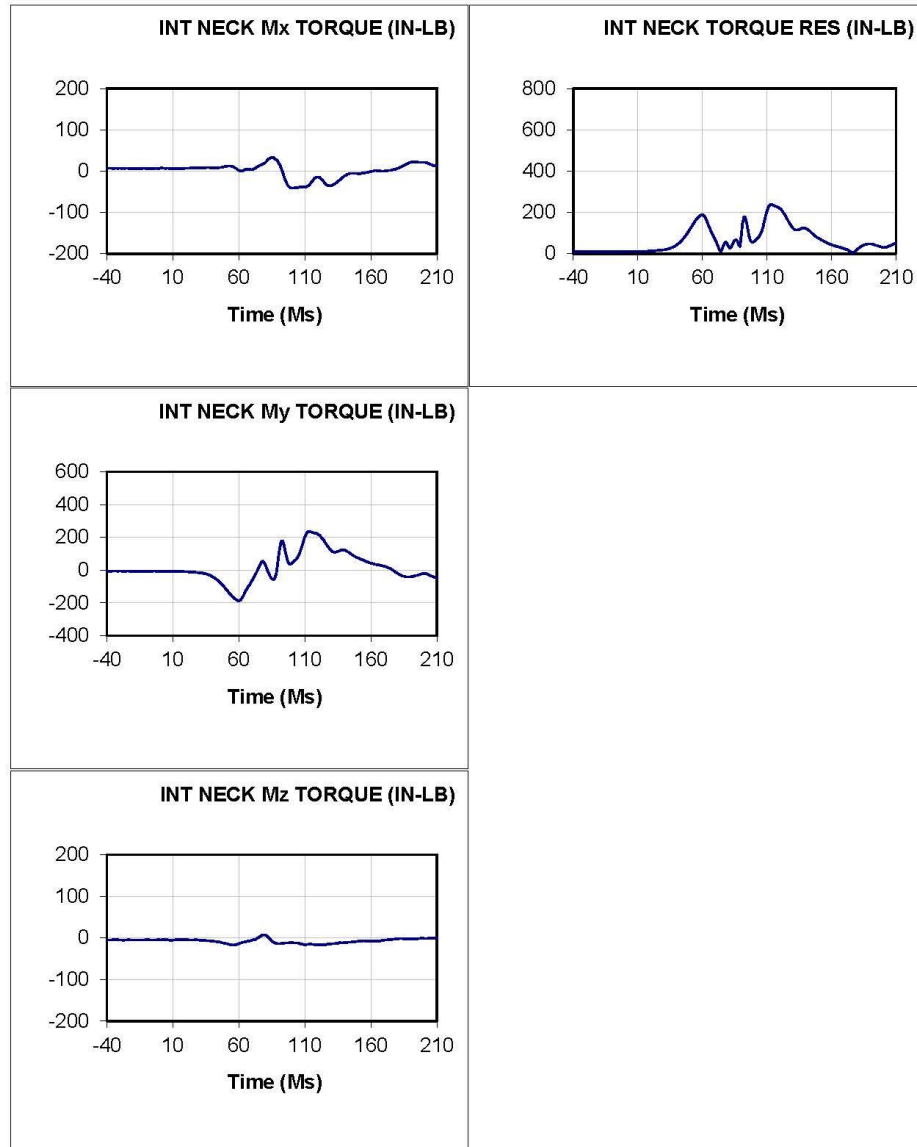 INT NECK Mx TORQUE (IN-LB)
200
100
0
-100
-200
-40 10 60 110 160 210
Time (Ms)
INT NECK TORQUE RES (IN-LB)
800
600
400
200
0
-40 10 60 110 160 210
Time (Ms)
INT NECK My TORQUE (IN-LB)
600
400
200
0
-200
-400
-40 10 60 110 160 210
Time (Ms)
INT NECK Mz TORQUE (IN-LB)
200
100
0
-100
-200
-40 10 60 110 160 210
Time (Ms)